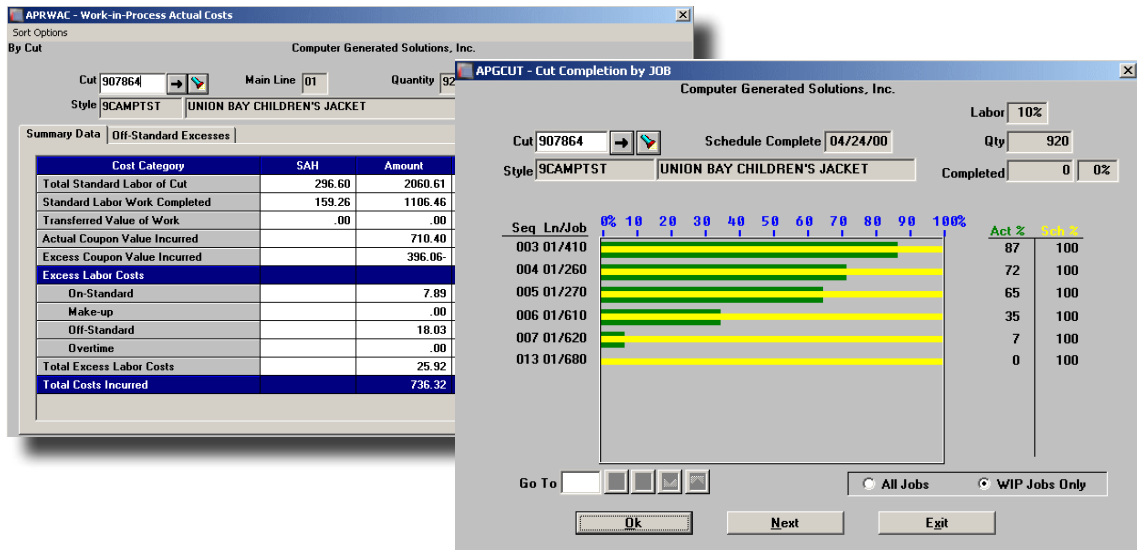 APRWAC - Work-in-Process Actual Costs
Sort Options
By Cut
Computer Generated Solutions, Inc.
Cut 907864 Main Line 01 Quantity 92
Style 9CAMPTST UNION BAY CHILDREN'S JACKET
Summary Data Off-Standard Excesses
Cost Category SAH Amount
Total Standard Labor of Cut 296.60 2060.61
Standard Labor Work Completed 159.26 1106.46
Transferred Value of Work .00 .00
Actual Coupon Value Incurred 710.40
Excess Coupon Value Incurred 396.06-
Excess Labor Costs
On-Standard 7.89
Make-up .00
Off-Standard 18.03
Overtime .00
Total Excess Labor Costs 25.92
Total Costs Incurred 736.32
APGCUT - Cut Completion by JOB
Computer Generated Solutions, Inc.
Labor 10%
Cut 907864 Schedule Complete 04/24/00 Qty 920
Style 9CAMPTST UNION BAY CHILDREN'S JACKET Completed 0 0%
Seq Ln/Job 0% 10 20 30 40 50 60 70 80 90 100% Act % Sch %
003 01/410 87 100
004 01/260 72 100
005 01/270 65 100
006 01/610 35 100
007 01/620 7 100
013 01/680 0 100
Go To All Jobs WIP Jobs Only
Ok Next Exit